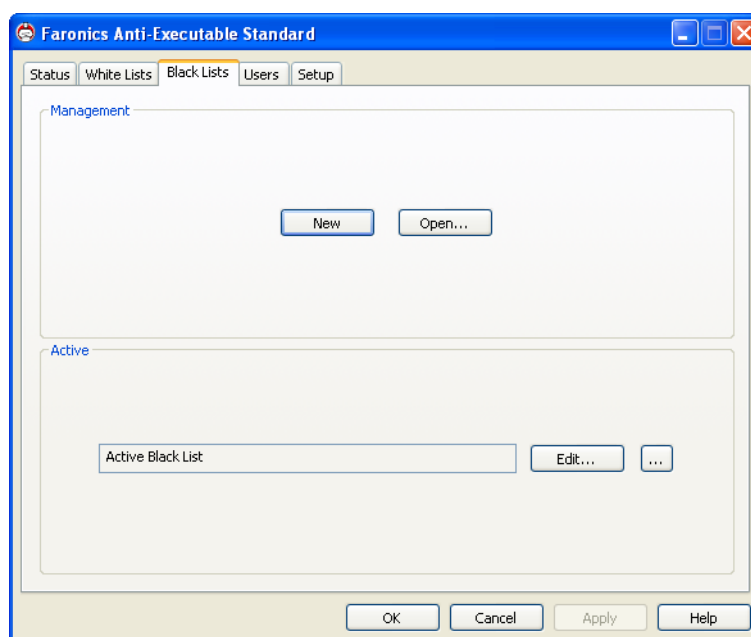 Faronics Anti-Executable Standard
Status White Lists Black Lists Users Setup
Management
New Open...
Active
Active Black List Edit... ...
OK Cancel Apply Help